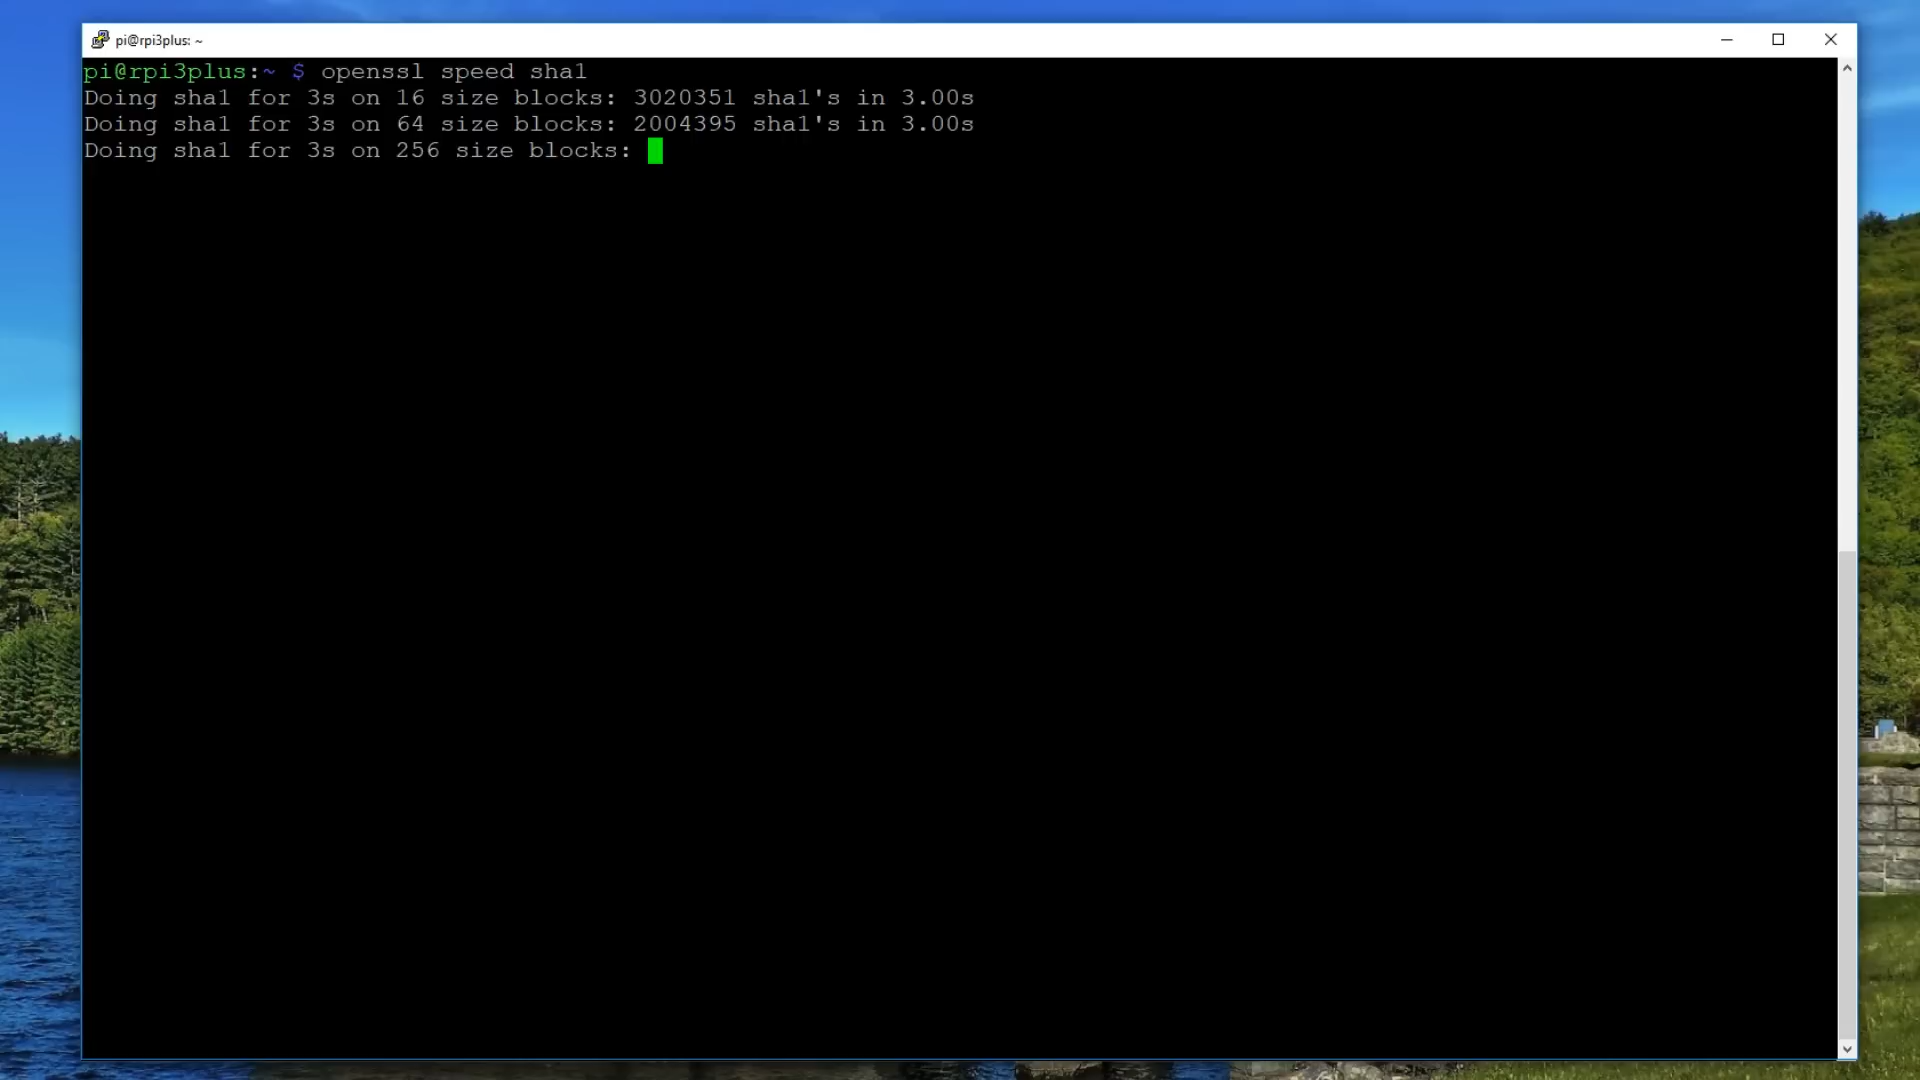 pi@rpi3plus: ~
pi@rpi3plus:~ $ openssl speed sha1
Doing sha1 for 3s on 16 size blocks: 3020351 sha1's in 3.00s
Doing sha1 for 3s on 64 size blocks: 2004395 sha1's in 3.00s
Doing sha1 for 3s on 256 size blocks: